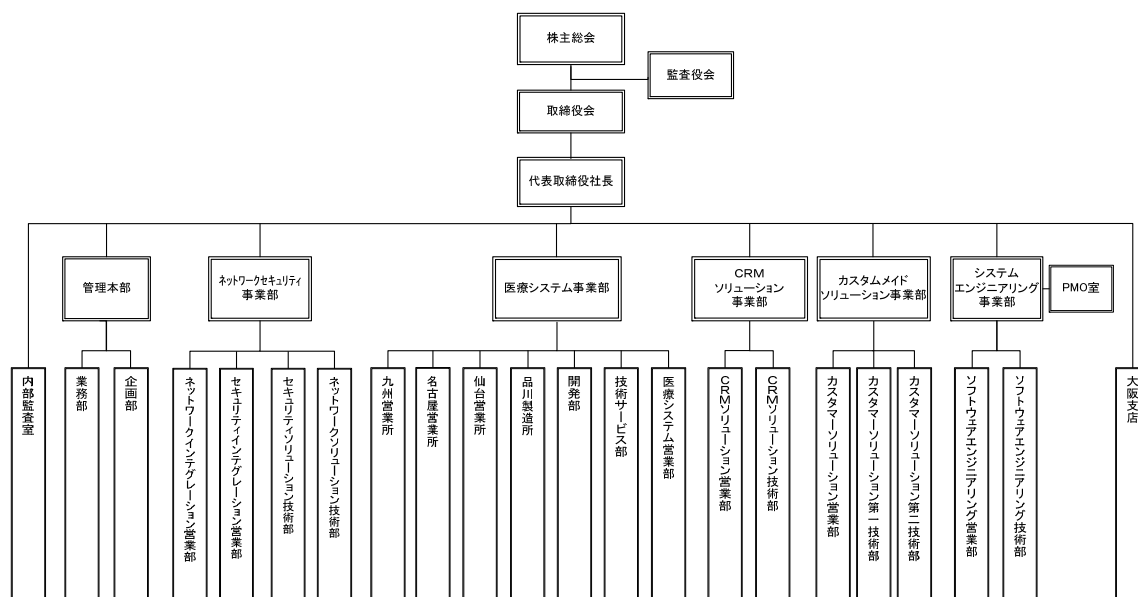 株主総会
監査役会
取締役会
代表取締役社長
管理本部
ネットワークセキュリティ
事業部
医療システム事業部
CRM
ソリューション
事業部
カスタムメイド
ソリューション事業部
システム
エンジニアリング
事業部
PMO室
内部監査室
業務部
企画部
ネットワークインテグレーション営業部
セキュリティインテグレーション営業部
セキュリティソリューション技術部
ネットワークソリューション技術部
九州営業所
名古屋営業所
仙台営業所
品川製造所
開発部
技術サービス部
医療システム営業部
CRMソリューション営業部
CRMソリューション技術部
カスタマーソリューション営業部
カスタマーソリューション第一技術部
カスタマーソリューション第二技術部
ソフトウェアエンジニアリング営業部
ソフトウェアエンジニアリング技術部
大阪支店